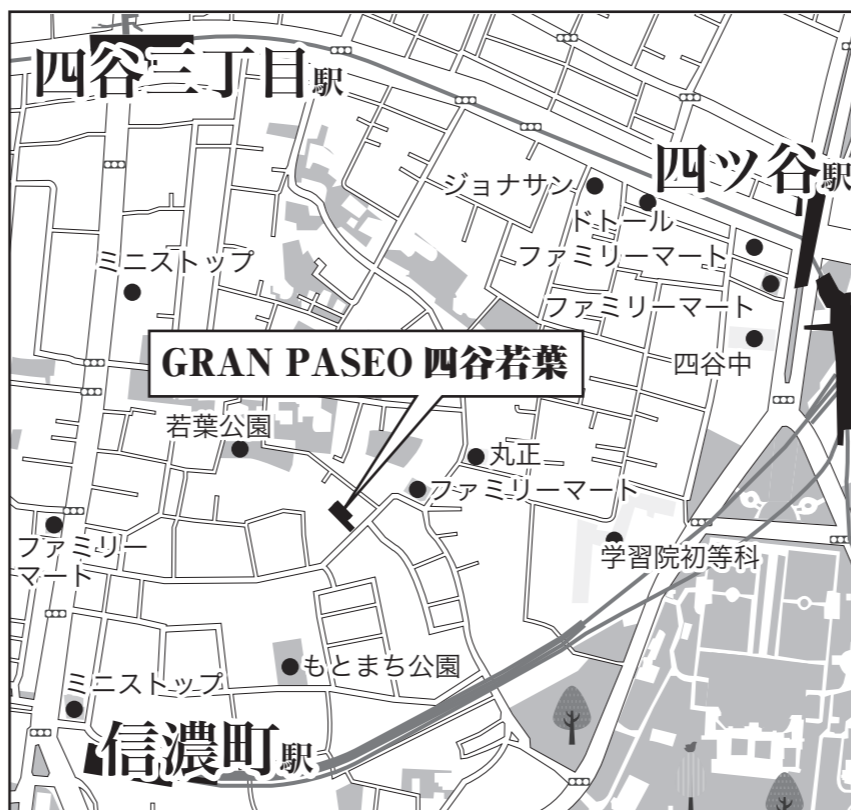 四谷三丁目駅
四ツ谷駅
ジョナサン
ドトール
ファミリーマート
ミニストップ
ファミリーマート
GRAN PASEO 四谷若葉
四谷中
若葉公園
丸正
ファミリーマート
ファミリー
マート
学習院初等科
もとまち公園
ミニストップ
信濃町駅